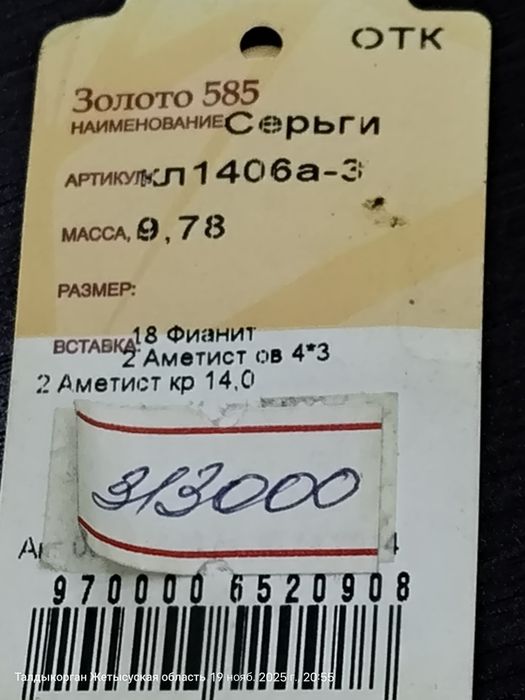 ОТК
Золото 585
НАИМЕНОВАНИЕ Серьги
АРТИКУЛ кл1406а-3
МАССА, 9,78
РАЗМЕР:
ВСТАВКА 18 Фианит
2 Аметист ов 4*3
2 Аметист кр 14,0
313000
970000 6520908
Талдыкорган Жетысуская область 19 нояб. 2025 г., 20:55